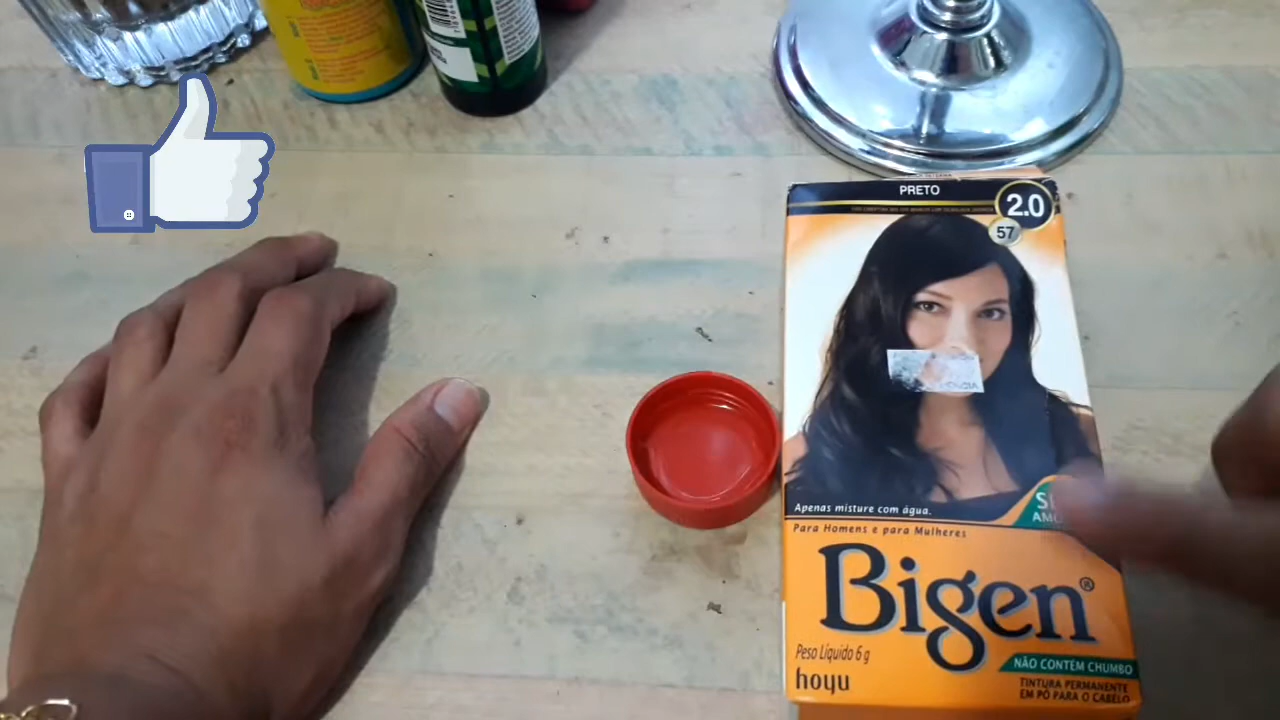 PRETO
2.0
57
Apenas misture com água.
Para Homens e para Mulheres
Bigen®
Peso Líquido 6 g
hoyu
NÃO CONTÉM CHUMBO
TINTURA PERMANENTE
EM PÓ PARA O CABELO